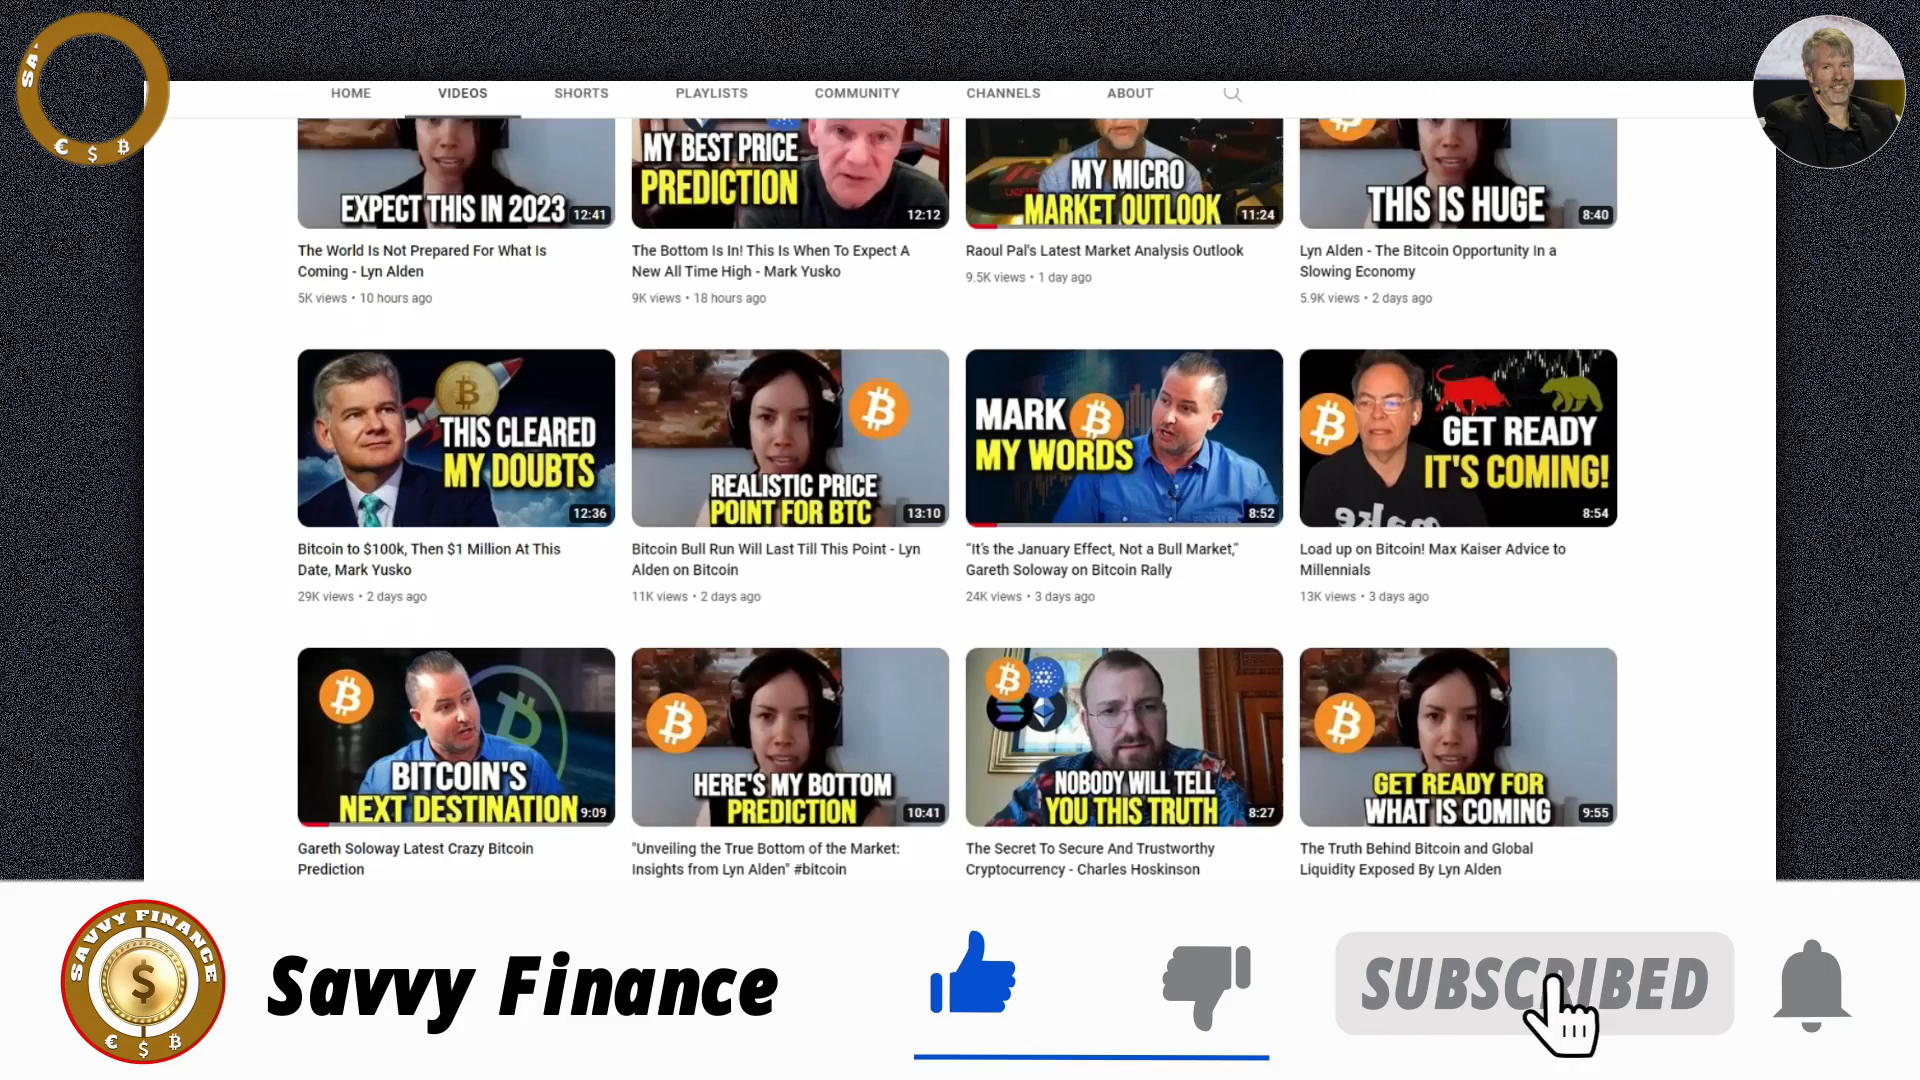 SA
€ $ ₿
HOME VIDEOS SHORTS PLAYLISTS COMMUNITY CHANNELS ABOUT
EXPECT THIS IN 2023
12:41
MY BEST PRICE
PREDICTION
12:12
MY MICRO
MARKET OUTLOOK
11:24
THIS IS HUGE
8:40
The World Is Not Prepared For What Is
Coming - Lyn Alden
5K views • 10 hours ago
The Bottom Is In! This Is When To Expect A
New All Time High - Mark Yusko
9K views • 18 hours ago
Raoul Pal's Latest Market Analysis Outlook
9.5K views • 1 day ago
Lyn Alden - The Bitcoin Opportunity In a
Slowing Economy
5.9K views • 2 days ago
THIS CLEARED
MY DOUBTS
12:36
REALISTIC PRICE
POINT FOR BTC
13:10
MARK
MY WORDS
8:52
GET READY
IT'S COMING!
make
8:54
Bitcoin to $100k, Then $1 Million At This
Date, Mark Yusko
29K views • 2 days ago
Bitcoin Bull Run Will Last Till This Point - Lyn
Alden on Bitcoin
11K views • 2 days ago
“It’s the January Effect, Not a Bull Market,”
Gareth Soloway on Bitcoin Rally
24K views • 3 days ago
Load up on Bitcoin! Max Kaiser Advice to
Millennials
13K views • 3 days ago
BITCOIN'S
NEXT DESTINATION
9:09
HERE'S MY BOTTOM
PREDICTION
10:41
NOBODY WILL TELL
YOU THIS TRUTH
8:27
GET READY FOR
WHAT IS COMING
9:55
Gareth Soloway Latest Crazy Bitcoin
Prediction
"Unveiling the True Bottom of the Market:
Insights from Lyn Alden" #bitcoin
The Secret To Secure And Trustworthy
Cryptocurrency - Charles Hoskinson
The Truth Behind Bitcoin and Global
Liquidity Exposed By Lyn Alden
SAVVY FINANCE
$
€ $ ₿
Savvy Finance
SUBSCRIBED